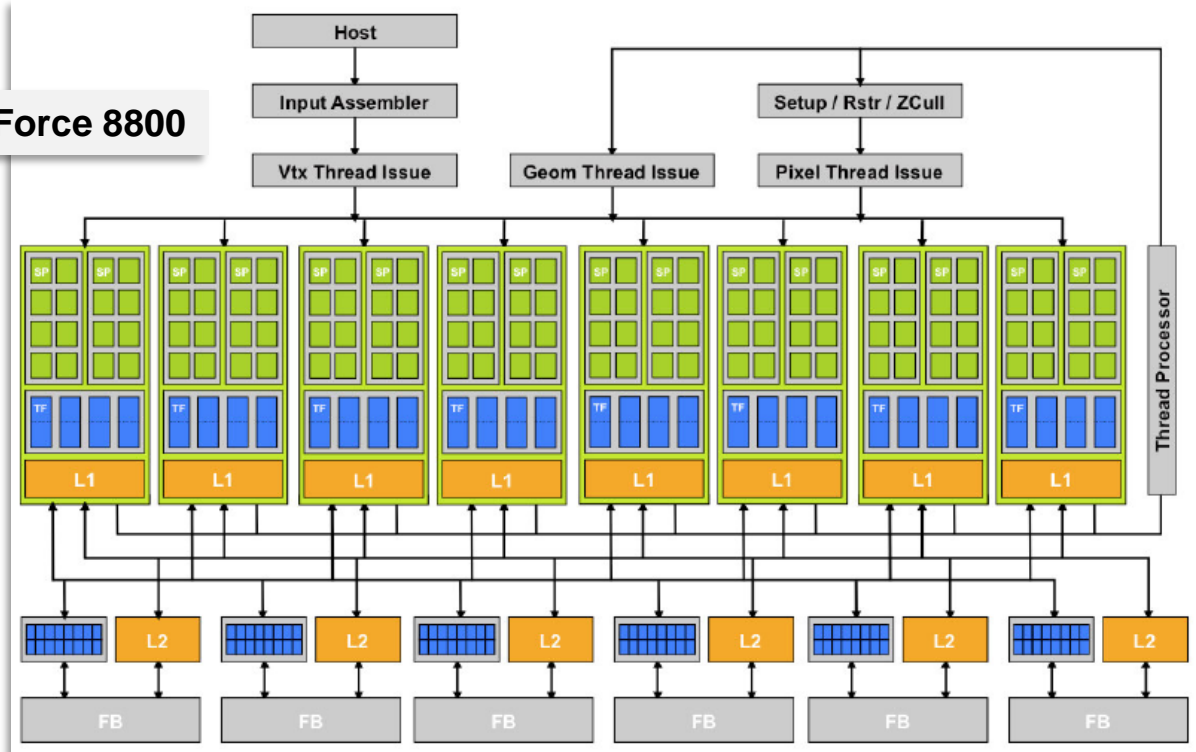 Host
Input Assembler
Setup / Rstr / ZCull
Force 8800
Vtx Thread Issue
Geom Thread Issue
Pixel Thread Issue
SP SP SP SP SP SP SP SP SP SP SP SP SP SP SP SP
Thread Processor
TF TF TF TF TF TF TF TF
L1 L1 L1 L1 L1 L1 L1 L1
L2 L2 L2 L2 L2 L2
FB FB FB FB FB FB